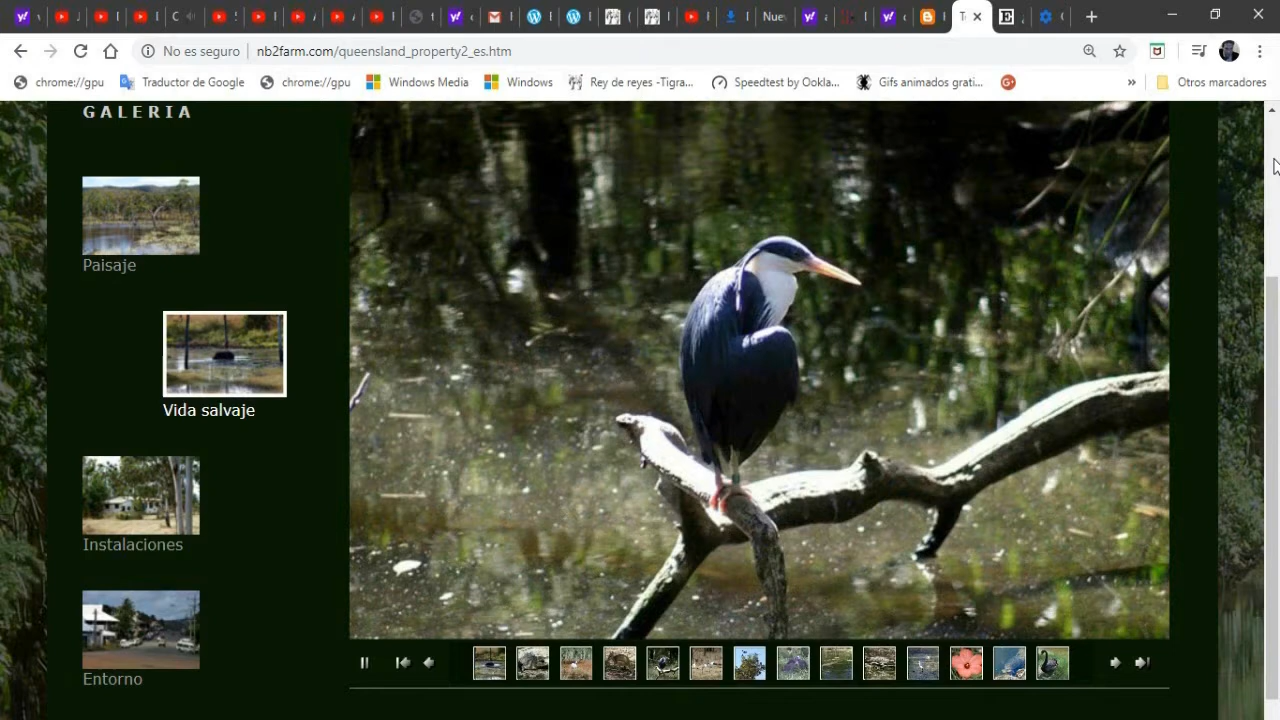 No es seguro | nb2farm.com/queensland_property2_es.htm
chrome://gpu Traductor de Google chrome://gpu Windows Media Windows Rey de reyes -Tigra... Speedtest by Ookla... Gifs animados grati... » Otros marcadores
GALERIA
Paisaje
Vida salvaje
Instalaciones
Entorno